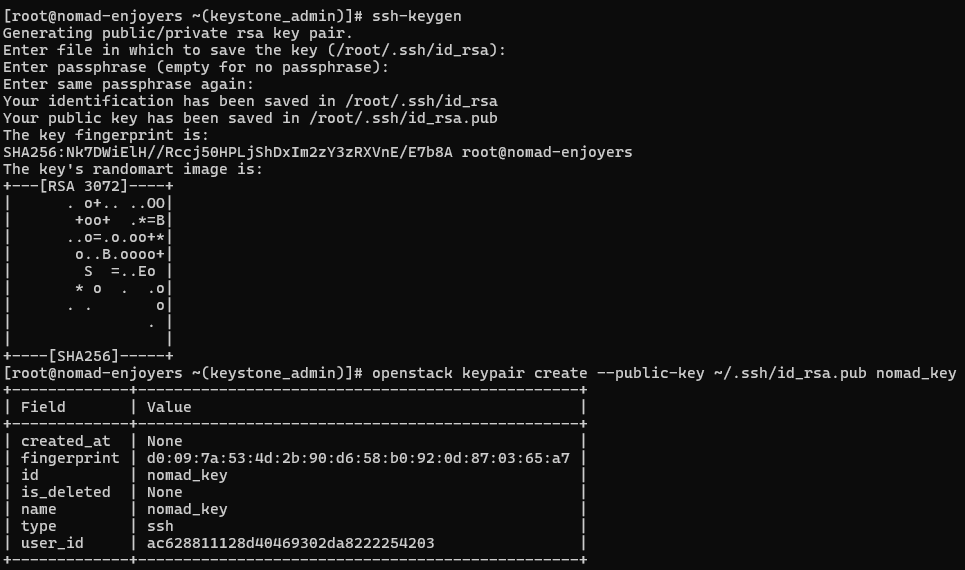 [root@nomad-enjoyers ~(keystone_admin)]# ssh-keygen
Generating public/private rsa key pair.
Enter file in which to save the key (/root/.ssh/id_rsa):
Enter passphrase (empty for no passphrase):
Enter same passphrase again:
Your identification has been saved in /root/.ssh/id_rsa
Your public key has been saved in /root/.ssh/id_rsa.pub
The key fingerprint is:
SHA256:Nk7DWiElH//Rccj50HPLjShDxIm2zY3zRXVnE/E7b8A root@nomad-enjoyers
The key's randomart image is:
+---[RSA 3072]----+
|      . o+.. ..OO|
|       +oo+  .*=B|
|      ..o=.o.oo+*|
|       o..B.oooo+|
|        S  =..Eo |
|       * o  .  .o|
|      . .       o|
|               . |
|                 |
+----[SHA256]-----+
[root@nomad-enjoyers ~(keystone_admin)]# openstack keypair create --public-key ~/.ssh/id_rsa.pub nomad_key
+-------------+-------------------------------------------------+
| Field       | Value                                           |
+-------------+-------------------------------------------------+
| created_at  | None                                            |
| fingerprint | d0:09:7a:53:4d:2b:90:d6:58:b0:92:0d:87:03:65:a7 |
| id          | nomad_key                                       |
| is_deleted  | None                                            |
| name        | nomad_key                                       |
| type        | ssh                                             |
| user_id     | ac628811128d40469302da8222254203                |
+-------------+-------------------------------------------------+